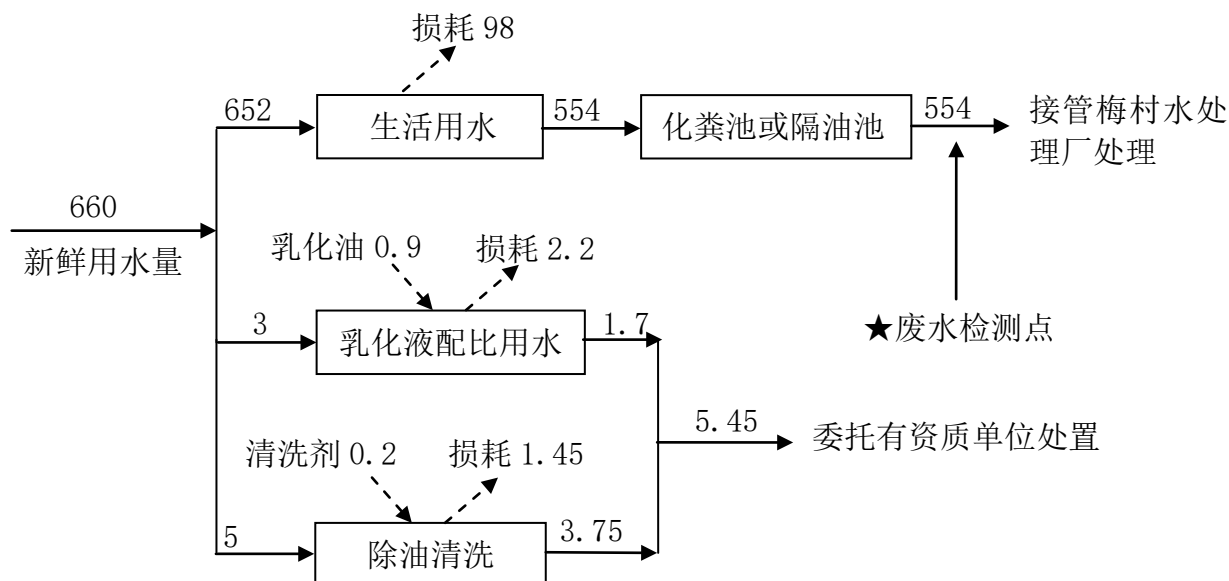 损耗 98
652
生活用水
554
化粪池或隔油池
554
接管梅村水处
理厂处理
660
新鲜用水量
乳化油 0.9
损耗 2.2
3
乳化液配比用水
1.7
★废水检测点
5.45
委托有资质单位处置
清洗剂 0.2
损耗 1.45
5
除油清洗
3.75